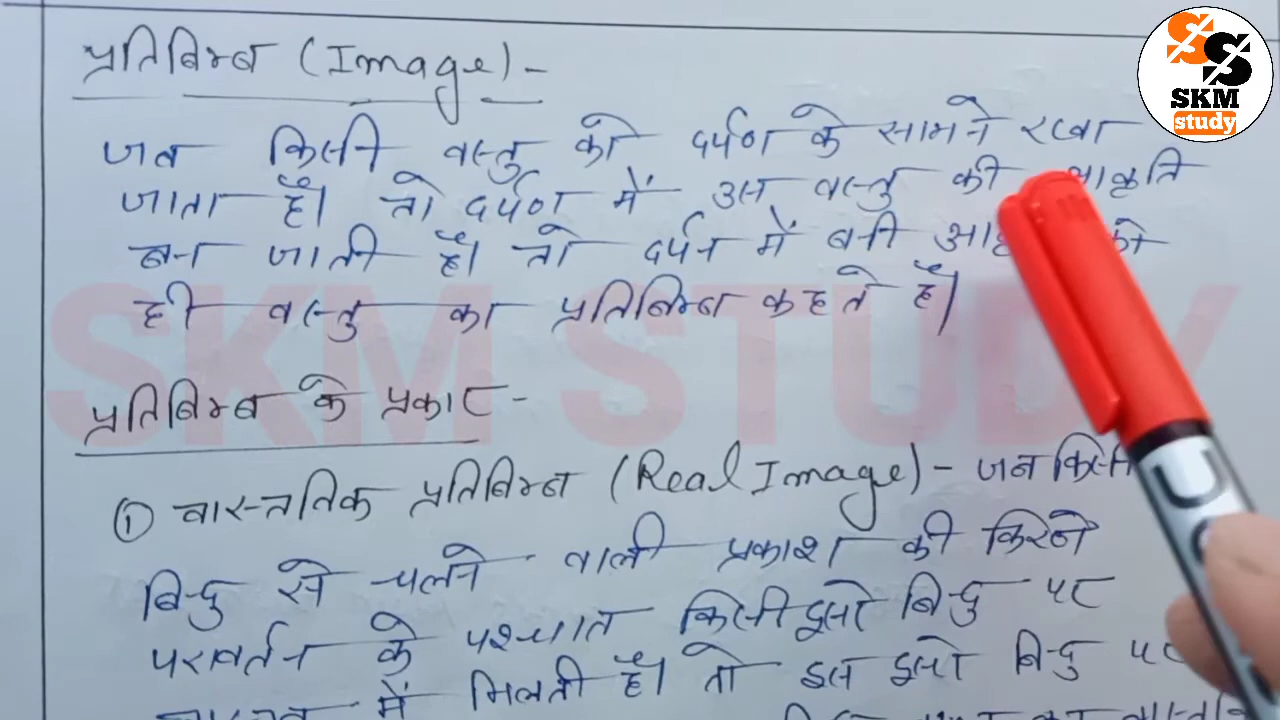 SKM
study
प्रतिबिम्ब (Image) -
जब किसी वस्तु को दर्पण के सामने रखा
जाता है। तो दर्पण में उस वस्तु की आकृति
बन जाती है। तो दर्पन में बनी को
ही वस्तु का प्रतिबिम्ब कहते हैं।
SKM STUDY
प्रतिबिम्ब के प्रकार -
① वास्तविक प्रतिबिम्ब (Real Image) - जब किसी
बिन्दु से चलने वाली प्रकाश की किरने
परावर्तन के पश्चात किसी दूसरे बिन्दु पर
में मिलती है। तो इस दूसरे बिन्दु पर